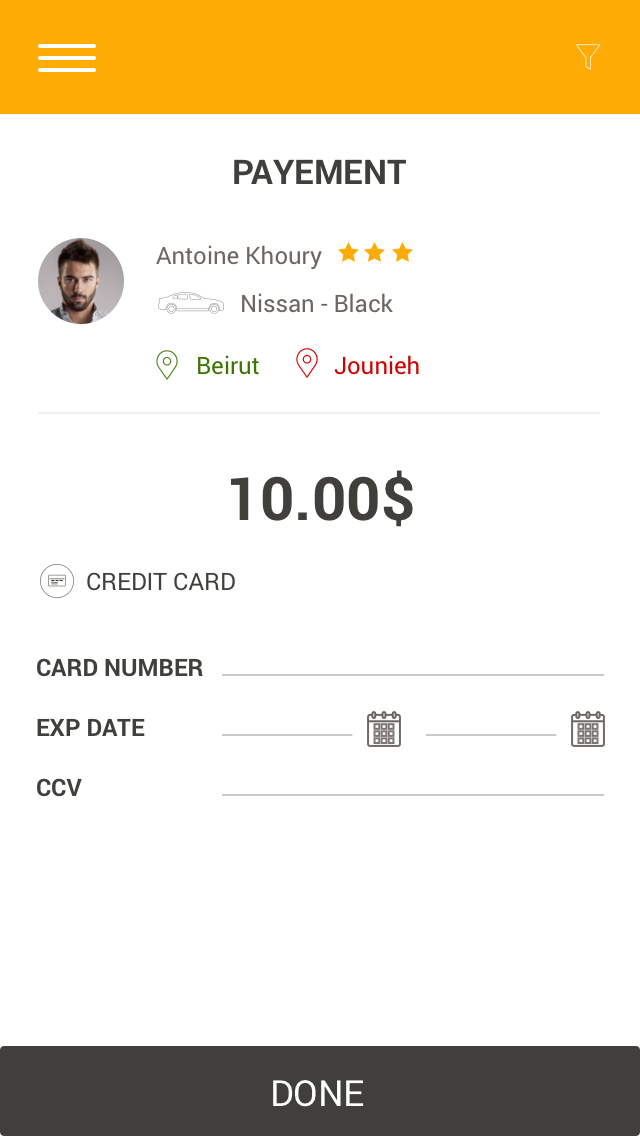 PAYEMENT
Antoine Khoury
Nissan - Black
Beirut Jounieh
10.00$
CREDIT CARD
CARD NUMBER
EXP DATE
CCV
DONE